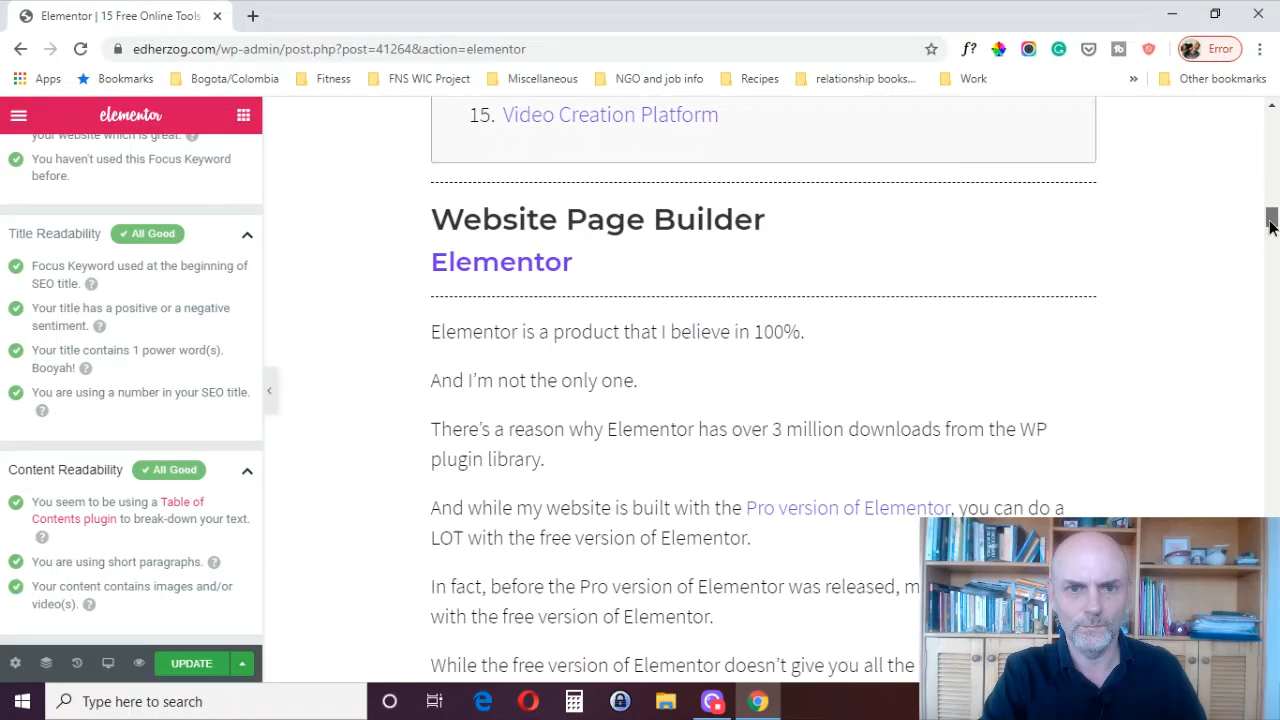 Elementor | 15 Free Online Tools
edherzog.com/wp-admin/post.php?post=41264&action=elementor
f?
Error
Apps
Bookmarks
Bogota/Colombia
Fitness
FNS WIC Project
Miscellaneous
NGO and job info
Recipes
relationship books...
Work
»
Other bookmarks
elementor
your website which is great.
You haven't used this Focus Keyword
before.
Title Readability
All Good
Focus Keyword used at the beginning of
SEO title.
Your title has a positive or a negative
sentiment.
Your title contains 1 power word(s).
Booyah!
You are using a number in your SEO title.
Content Readability
All Good
You seem to be using a Table of
Contents plugin to break-down your text.
You are using short paragraphs.
Your content contains images and/or
video(s).
UPDATE
15. Video Creation Platform
Website Page Builder
Elementor
Elementor is a product that I believe in 100%.
And I'm not the only one.
There's a reason why Elementor has over 3 million downloads from the WP
plugin library.
And while my website is built with the Pro version of Elementor, you can do a
LOT with the free version of Elementor.
In fact, before the Pro version of Elementor was released, m
with the free version of Elementor.
While the free version of Elementor doesn't give you all the
Type here to search